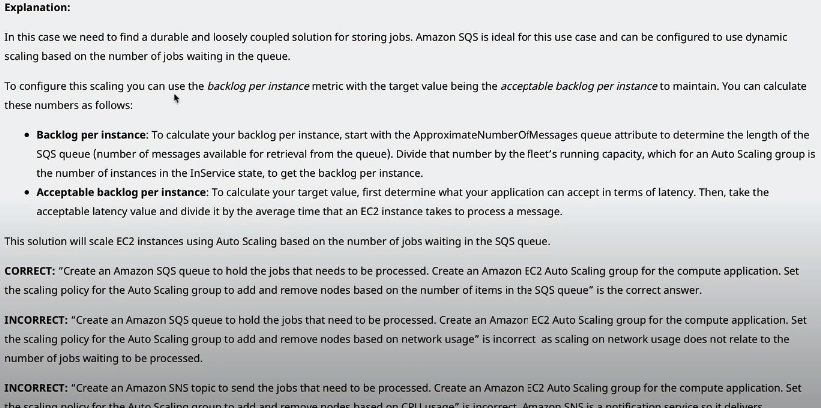 Explanation:
In this case we need to find a durable and loosely coupled solution for storing jobs. Amazon SQS is ideal for this use case and can be configured to use dynamic
scaling based on the number of jobs waiting in the queue.
To configure this scaling you can use the backlog per instance metric with the target value being the acceptable backlog per instance to maintain. You can calculate
these numbers as follows:
• Backlog per instance: To calculate your backlog per instance, start with the ApproximateNumberOfMessages queue attribute to determine the length of the
SQS queue (number of messages available for retrieval from the queue). Divide that number by the fleet's running capacity, which for an Auto Scaling group is
the number of instances in the InService state, to get the backlog per instance.
• Acceptable backlog per instance: To calculate your target value, first determine what your application can accept in terms of latency. Then, take the
acceptable latency value and divide it by the average time that an EC2 instance takes to process a message.
This solution will scale EC2 instances using Auto Scaling based on the number of jobs waiting in the SQS queue.
CORRECT: "Create an Amazon SQS queue to hold the jobs that needs to be processed. Create an Amazon EC2 Auto Scaling group for the compute application. Set
the scaling policy for the Auto Scaling group to add and remove nodes based on the number of items in the SQS queue" is the correct answer.
INCORRECT: "Create an Amazon SQS queue to hold the jobs that need to be processed. Create an Amazon EC2 Auto Scaling group for the compute application. Set
the scaling policy for the Auto Scaling group to add and remove nodes based on network usage" is incorrect as scaling on network usage does not relate to the
number of jobs waiting to be processed.
INCORRECT: "Create an Amazon SNS topic to send the jobs that need to be processed. Create an Amazon EC2 Auto Scaling group for the compute application. Set
the scaling policy for the Auto Scaling group to add and remove nodes based on CPU usage" is incorrect. Amazon SNS is a notification service so it delivers